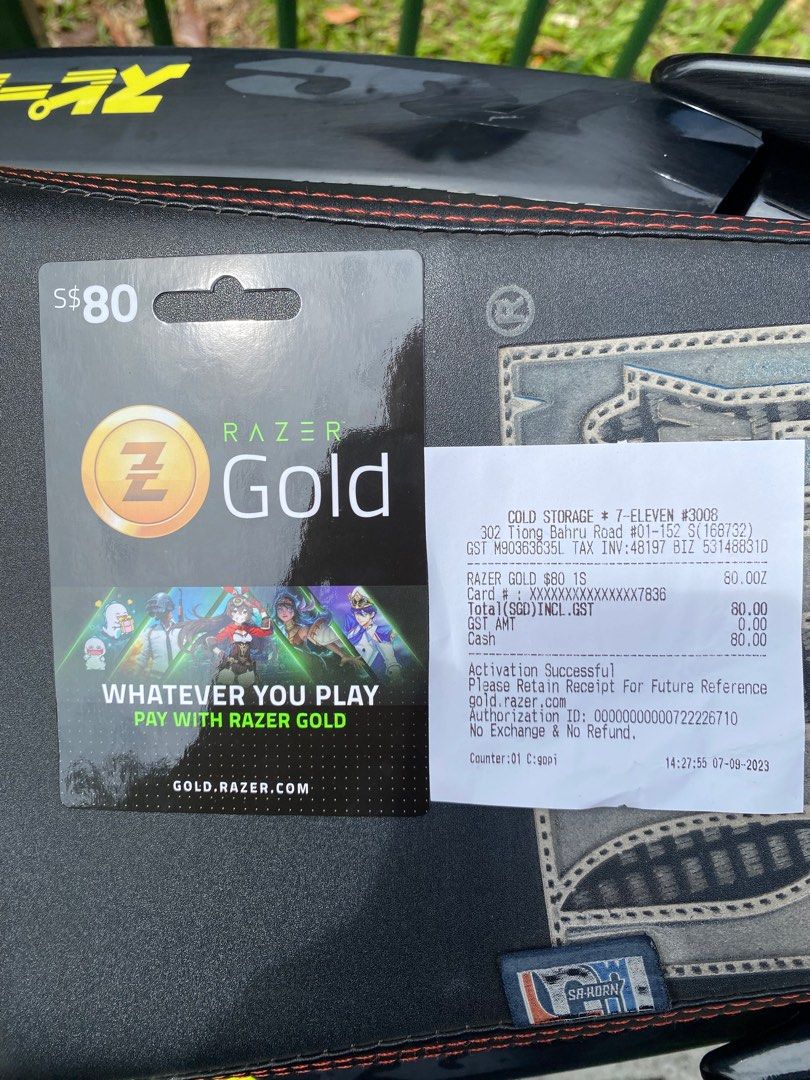 スピー
S$80
RAZER
Gold
WHATEVER YOU PLAY
PAY WITH RAZER GOLD
GOLD.RAZER.COM
®
COLD STORAGE * 7-ELEVEN #3008
302 Tiong Bahru Road #01-152 S(168732)
GST M90363635L TAX INV:48197 BIZ 53148831D
RAZER GOLD $80 1S 80.00Z
Card # : XXXXXXXXXXXXXXX7836
Total(SGD)INCL.GST 80.00
GST AMT 0.00
Cash 80.00
Activation Successful
Please Retain Receipt For Future Reference
gold.razer.com
Authorization ID: 00000000000722226710
No Exchange & No Refund.
Counter:01 C:gopi 14:27:55 07-09-2023
SA-HORN